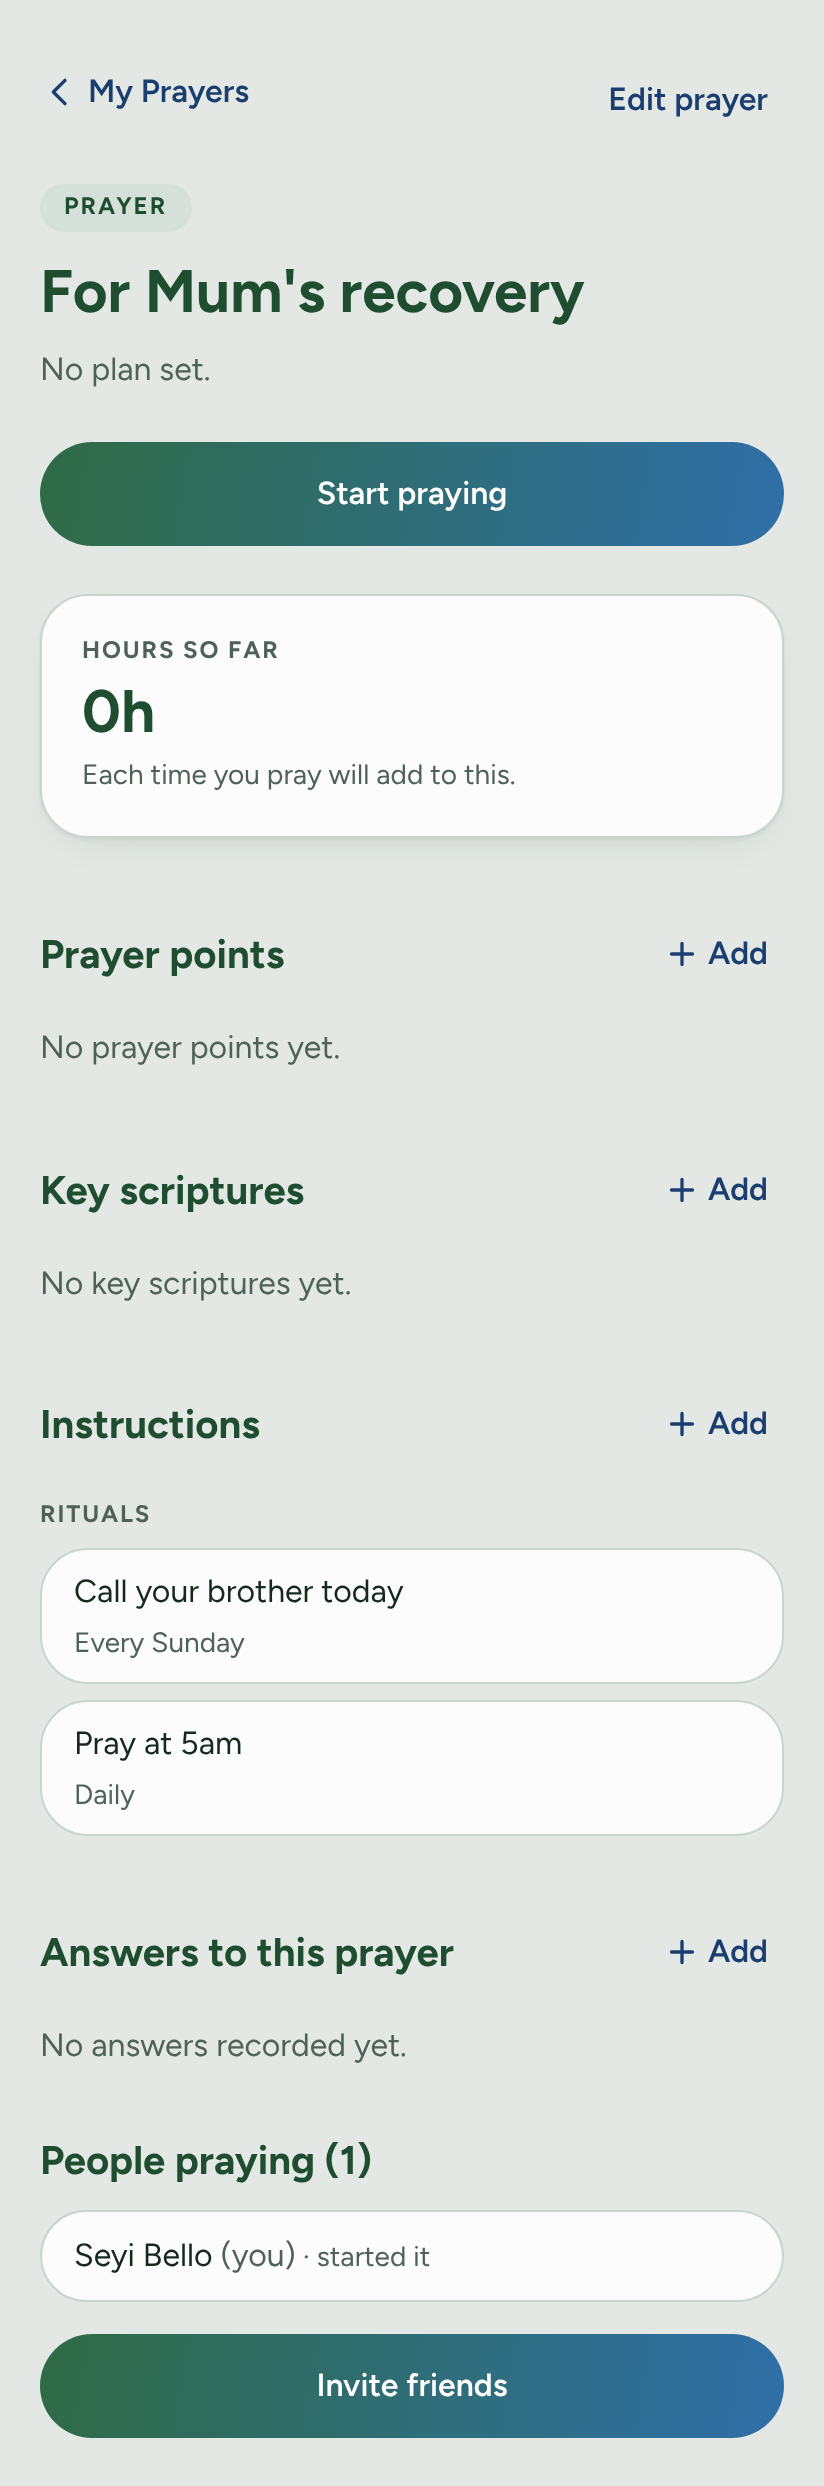 My Prayers
Edit prayer
PRAYER
For Mum's recovery
No plan set.
Start praying
HOURS SO FAR
0h
Each time you pray will add to this.
Prayer points
+ Add
No prayer points yet.
Key scriptures
+ Add
No key scriptures yet.
Instructions
+ Add
RITUALS
Call your brother today
Every Sunday
Pray at 5am
Daily
Answers to this prayer
+ Add
No answers recorded yet.
People praying (1)
Seyi Bello (you) · started it
Invite friends